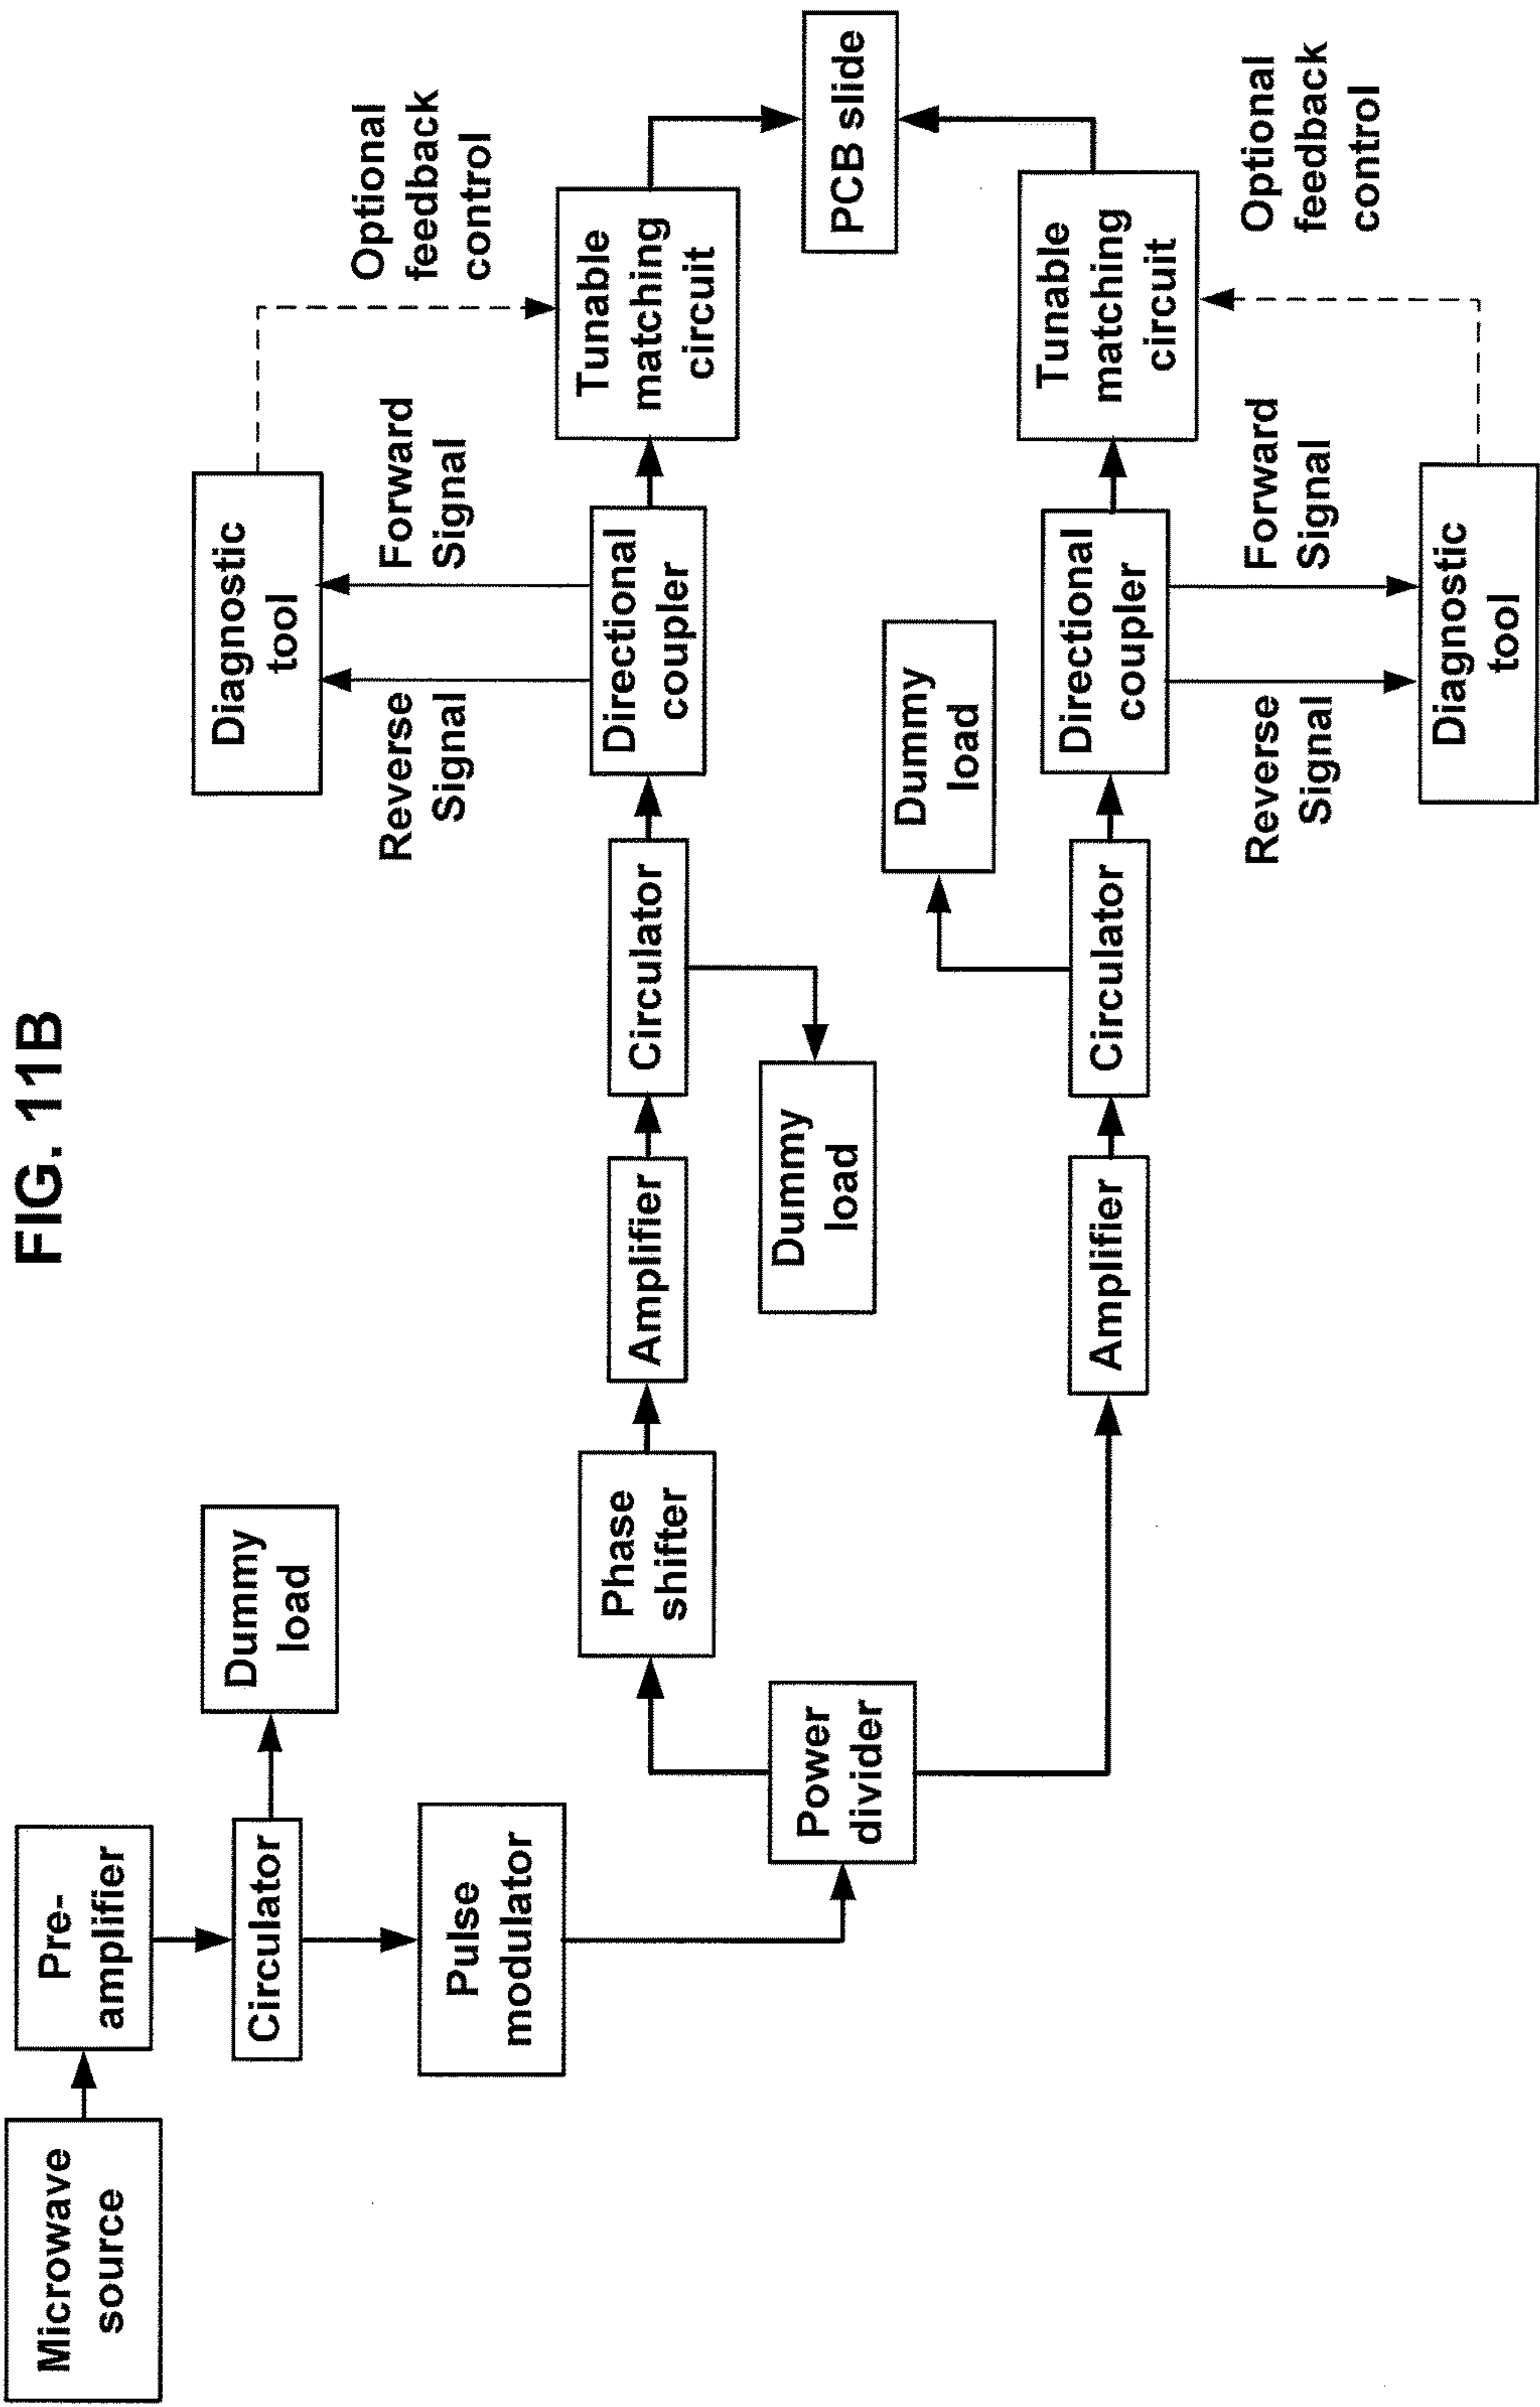 FIG. 11B
Microwave
source
Pre-
amplifier
Circulator
Dummy
load
Pulse
modulator
Power
divider
Phase
shifter
Amplifier
Circulator
Dummy
load
Directional
coupler
Reverse
Signal
Forward
Signal
Diagnostic
tool
Optional
feedback
control
Tunable
matching
circuit
PCB slide
Amplifier
Circulator
Dummy
load
Directional
coupler
Reverse
Signal
Forward
Signal
Diagnostic
tool
Optional
feedback
control
Tunable
matching
circuit